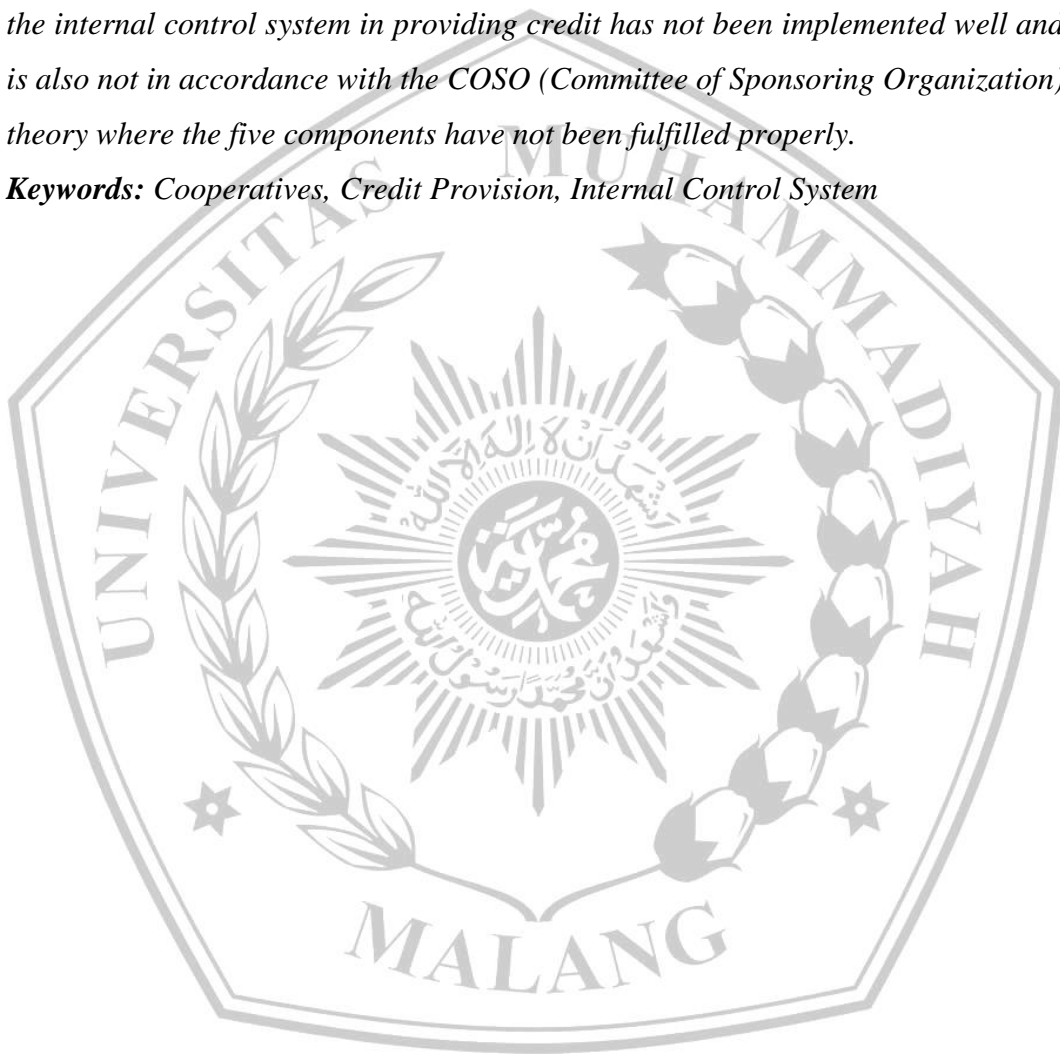 the internal control system in providing credit has not been implemented well and
is also not in accordance with the COSO (Committee of Sponsoring Organization)
theory where the five components have not been fulfilled properly.
Keywords: Cooperatives, Credit Provision, Internal Control System
UNIVERSITAS MUHAMMADIYAH
MALANG